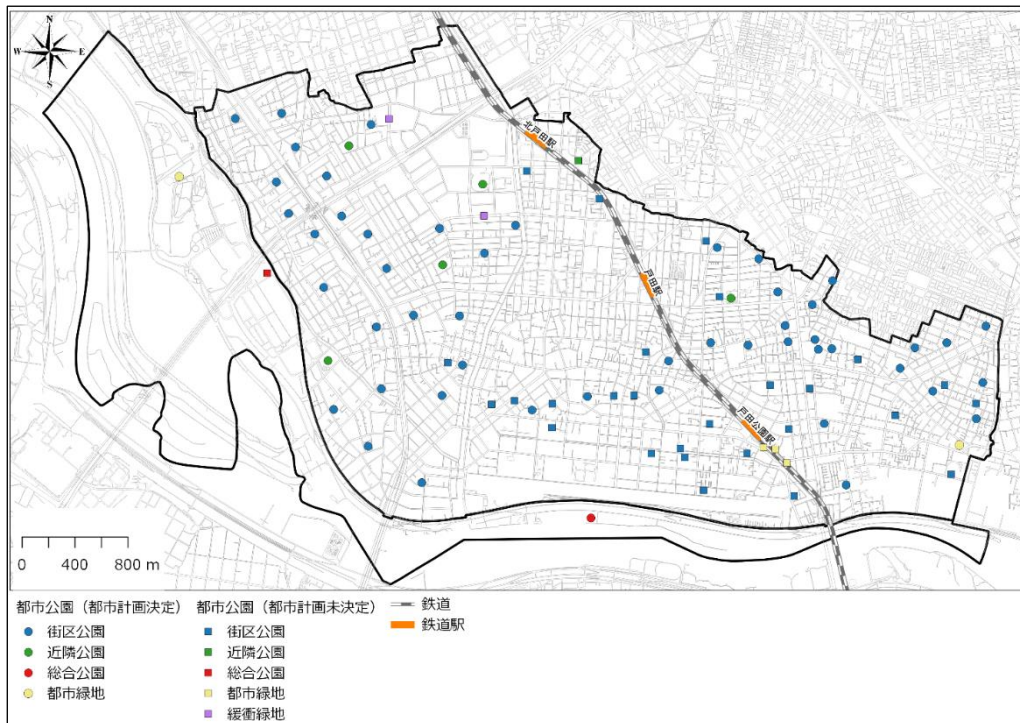 N
W E
S
北戸田駅
戸田駅
戸田公園駅
0 400 800 m
都市公園（都市計画決定） 都市公園（都市計画未決定） 鉄道
街区公園 街区公園 鉄道駅
近隣公園 近隣公園
総合公園 総合公園
都市緑地 都市緑地
緩衝緑地